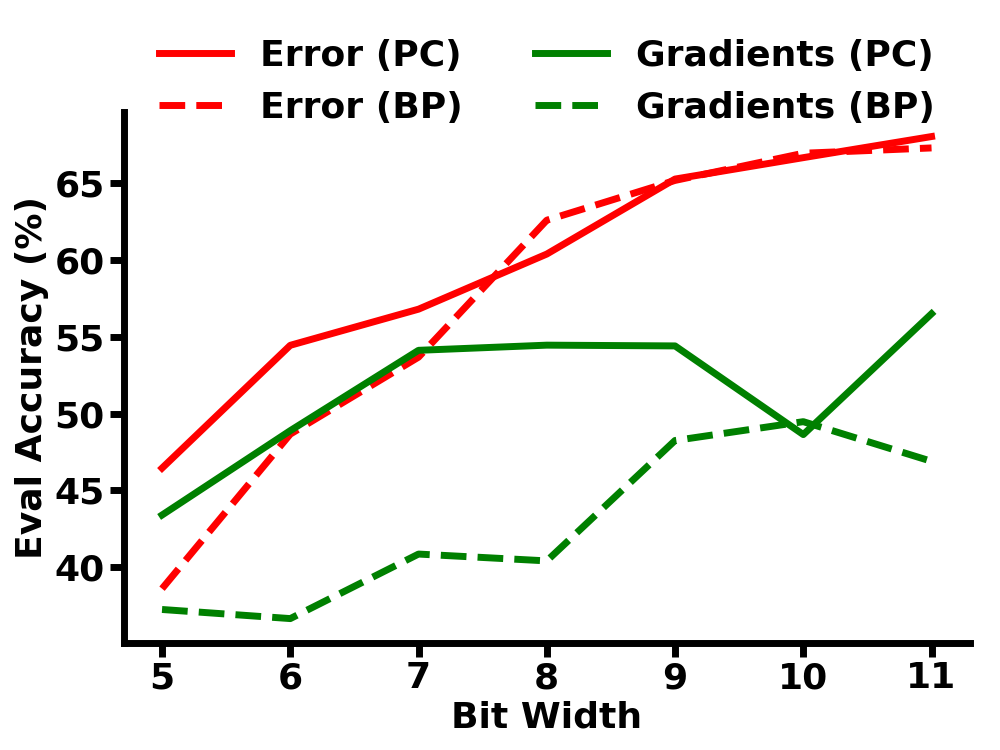 Error (PC)
Error (BP)
Gradients (PC)
Gradients (BP)
Eval Accuracy (%)
65
60
55
50
45
40
5 6 7 8 9 10 11
Bit Width